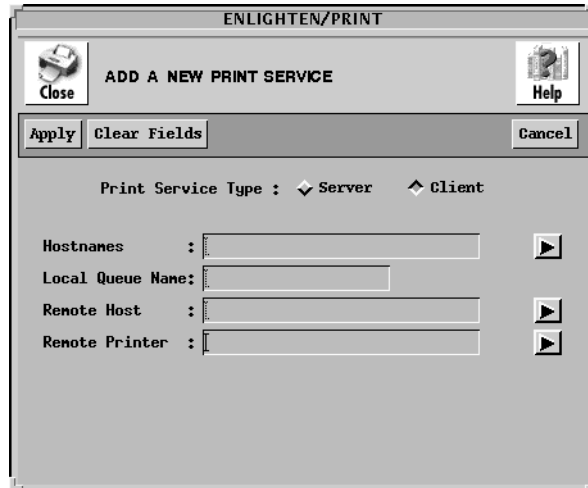 ENLIGHTEN/PRINT
Close
ADD A NEW PRINT SERVICE
Help
Apply
Clear Fields
Cancel
Print Service Type : Server Client
Hostnames :
Local Queue Name:
Remote Host :
Remote Printer :